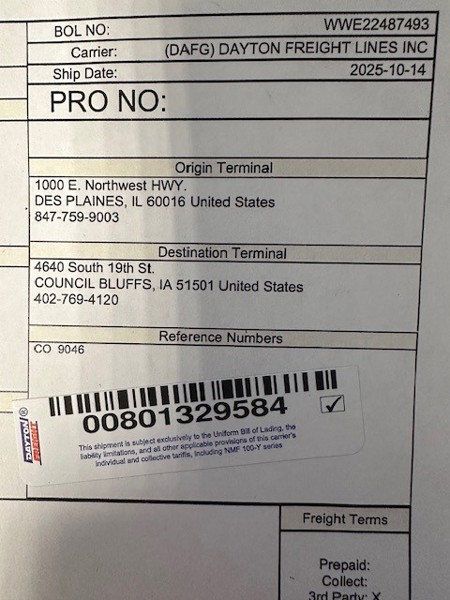 BOL NO: WWE22487493
Carrier: (DAFG) DAYTON FREIGHT LINES INC
Ship Date: 2025-10-14
PRO NO:
Origin Terminal
1000 E. Northwest HWY.
DES PLAINES, IL 60016 United States
847-759-9003
Destination Terminal
4640 South 19th St.
COUNCIL BLUFFS, IA 51501 United States
402-769-4120
Reference Numbers
CO 9046
DAYTON® FREIGHT
00801329584
This shipment is subject exclusively to the Uniform Bill of Lading, the
liability limitations, and all other applicable provisions of this carrier's
individual and collective tariffs, including NMF 100-Y series
Freight Terms
Prepaid:
Collect:
3rd Party: X